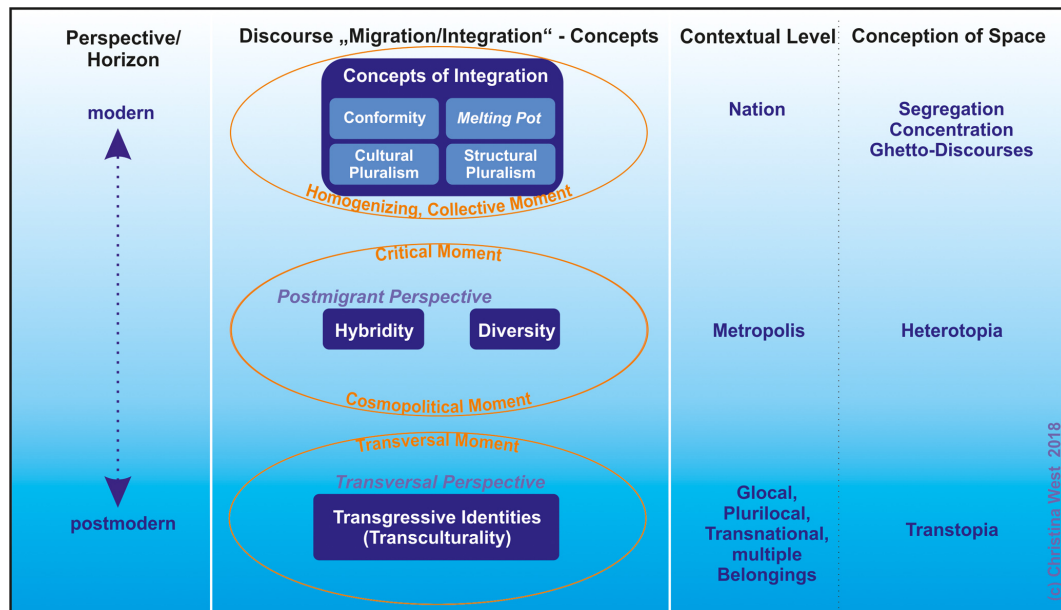 Perspective/
Horizon
Discourse „Migration/Integration“ - Concepts
Contextual Level
Conception of Space
modern
Concepts of Integration
Conformity
Melting Pot
Cultural
Pluralism
Structural
Pluralism
Homogenizing, Collective Moment
Nation
Segregation
Concentration
Ghetto-Discourses
Critical Moment
Postmigrant Perspective
Hybridity
Diversity
Cosmopolitical Moment
Metropolis
Heterotopia
Transversal Moment
Transversal Perspective
Transgressive Identities
(Transculturality)
postmodern
Glocal,
Plurilocal,
Transnational,
multiple
Belongings
Transtopia
(c) Christina West 2018